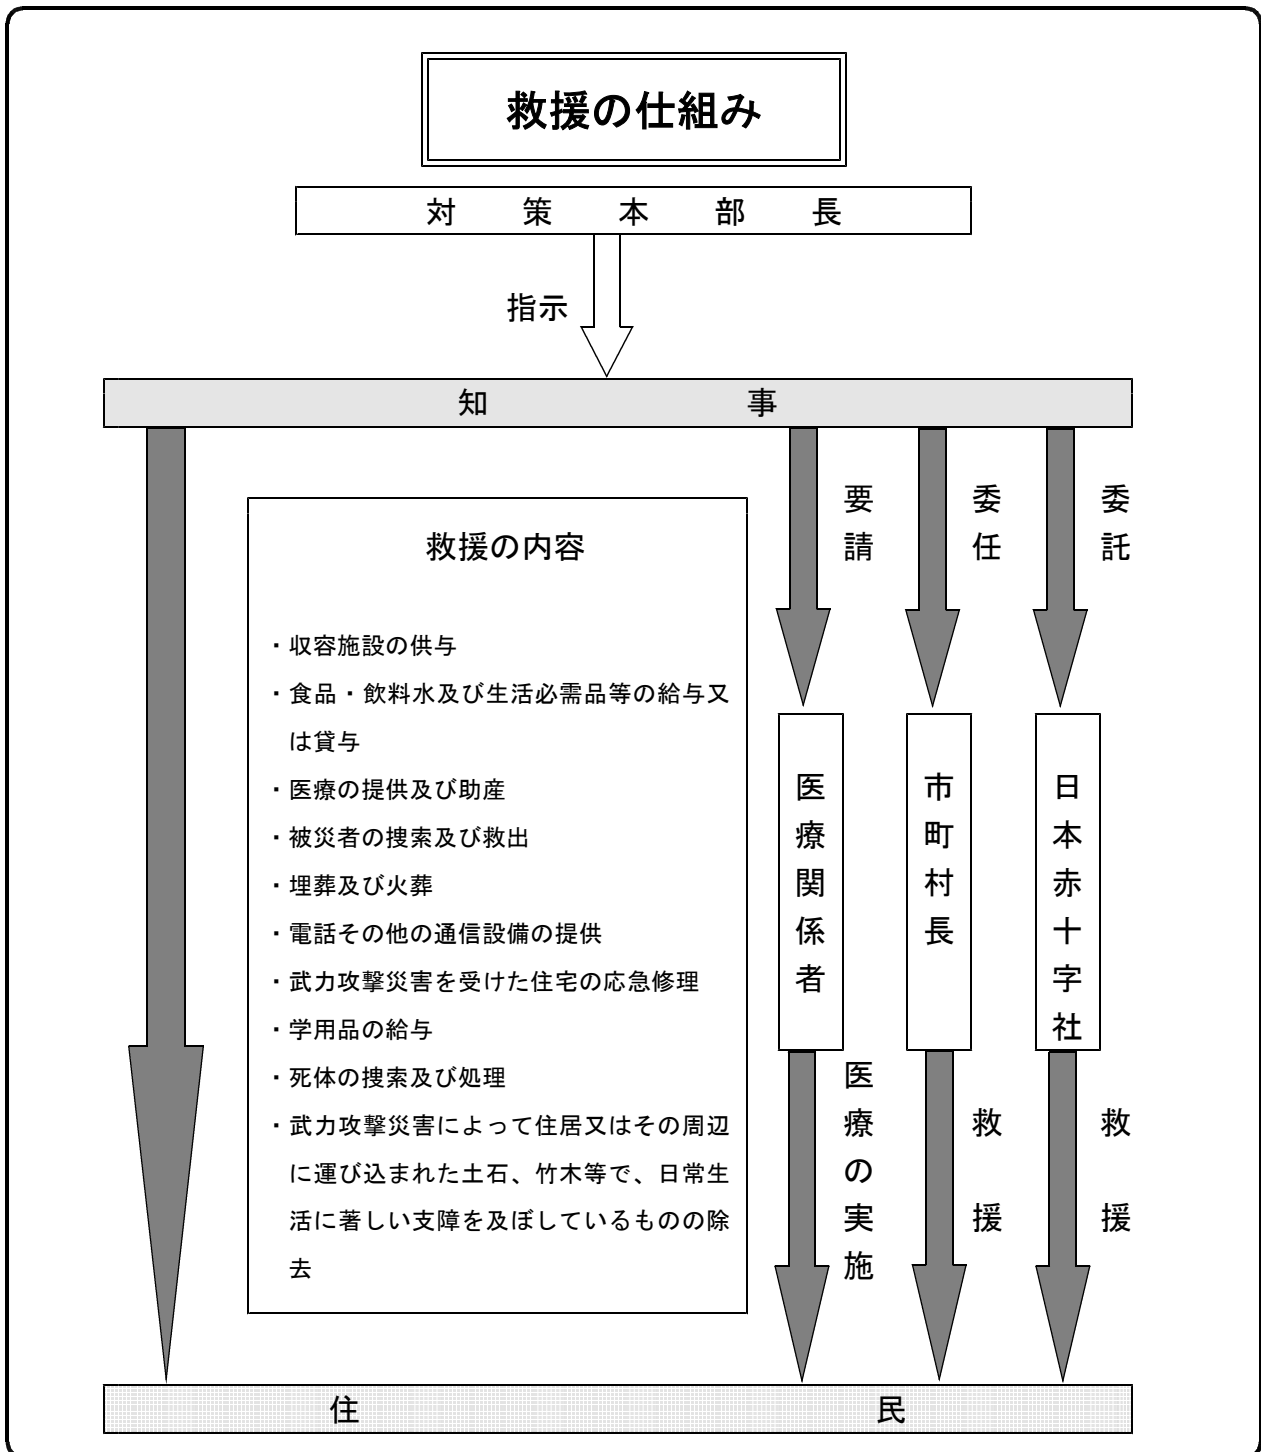 救援の仕組み
対策本部長
指示
知事
要請
委任
委託
救援の内容
・収容施設の供与
・食品・飲料水及び生活必需品等の給与又
は貸与
・医療の提供及び助産
・被災者の捜索及び救出
・埋葬及び火葬
・電話その他の通信設備の提供
・武力攻撃災害を受けた住宅の応急修理
・学用品の給与
・死体の捜索及び処理
・武力攻撃災害によって住居又はその周辺
に運び込まれた土石、竹木等で、日常生
活に著しい支障を及ぼしているものの除
去
医療関係者
市町村長
日本赤十字社
医療の実施
救援
救援
住民